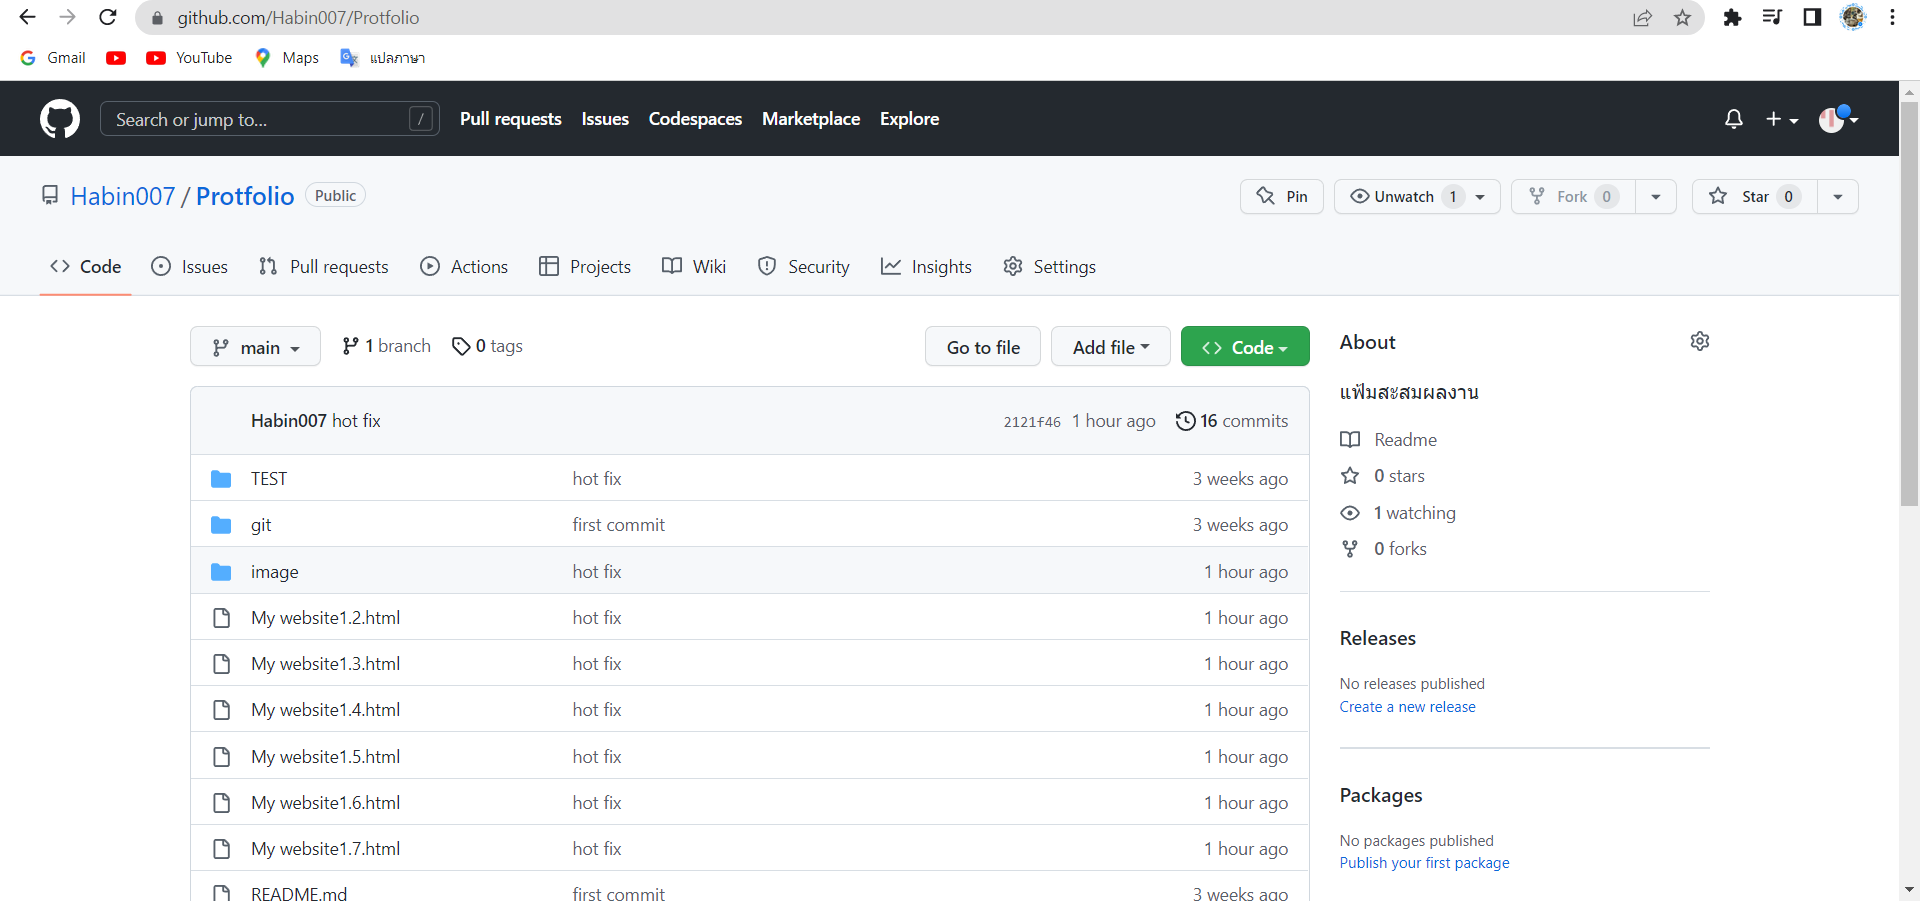 github.com/Habin007/Protfolio
Gmail YouTube Maps แปลภาษา
Search or jump to... / Pull requests Issues Codespaces Marketplace Explore
Habin007 / Protfolio Public Pin Unwatch 1 Fork 0 Star 0
Code Issues Pull requests Actions Projects Wiki Security Insights Settings
main 1 branch 0 tags Go to file Add file Code
Habin007 hot fix 2121f46 1 hour ago 16 commits
TEST hot fix 3 weeks ago
git first commit 3 weeks ago
image hot fix 1 hour ago
My website1.2.html hot fix 1 hour ago
My website1.3.html hot fix 1 hour ago
My website1.4.html hot fix 1 hour ago
My website1.5.html hot fix 1 hour ago
My website1.6.html hot fix 1 hour ago
My website1.7.html hot fix 1 hour ago
README.md first commit 3 weeks ago
About
แฟ้มสะสมผลงาน
Readme
0 stars
1 watching
0 forks
Releases
No releases published
Create a new release
Packages
No packages published
Publish your first package